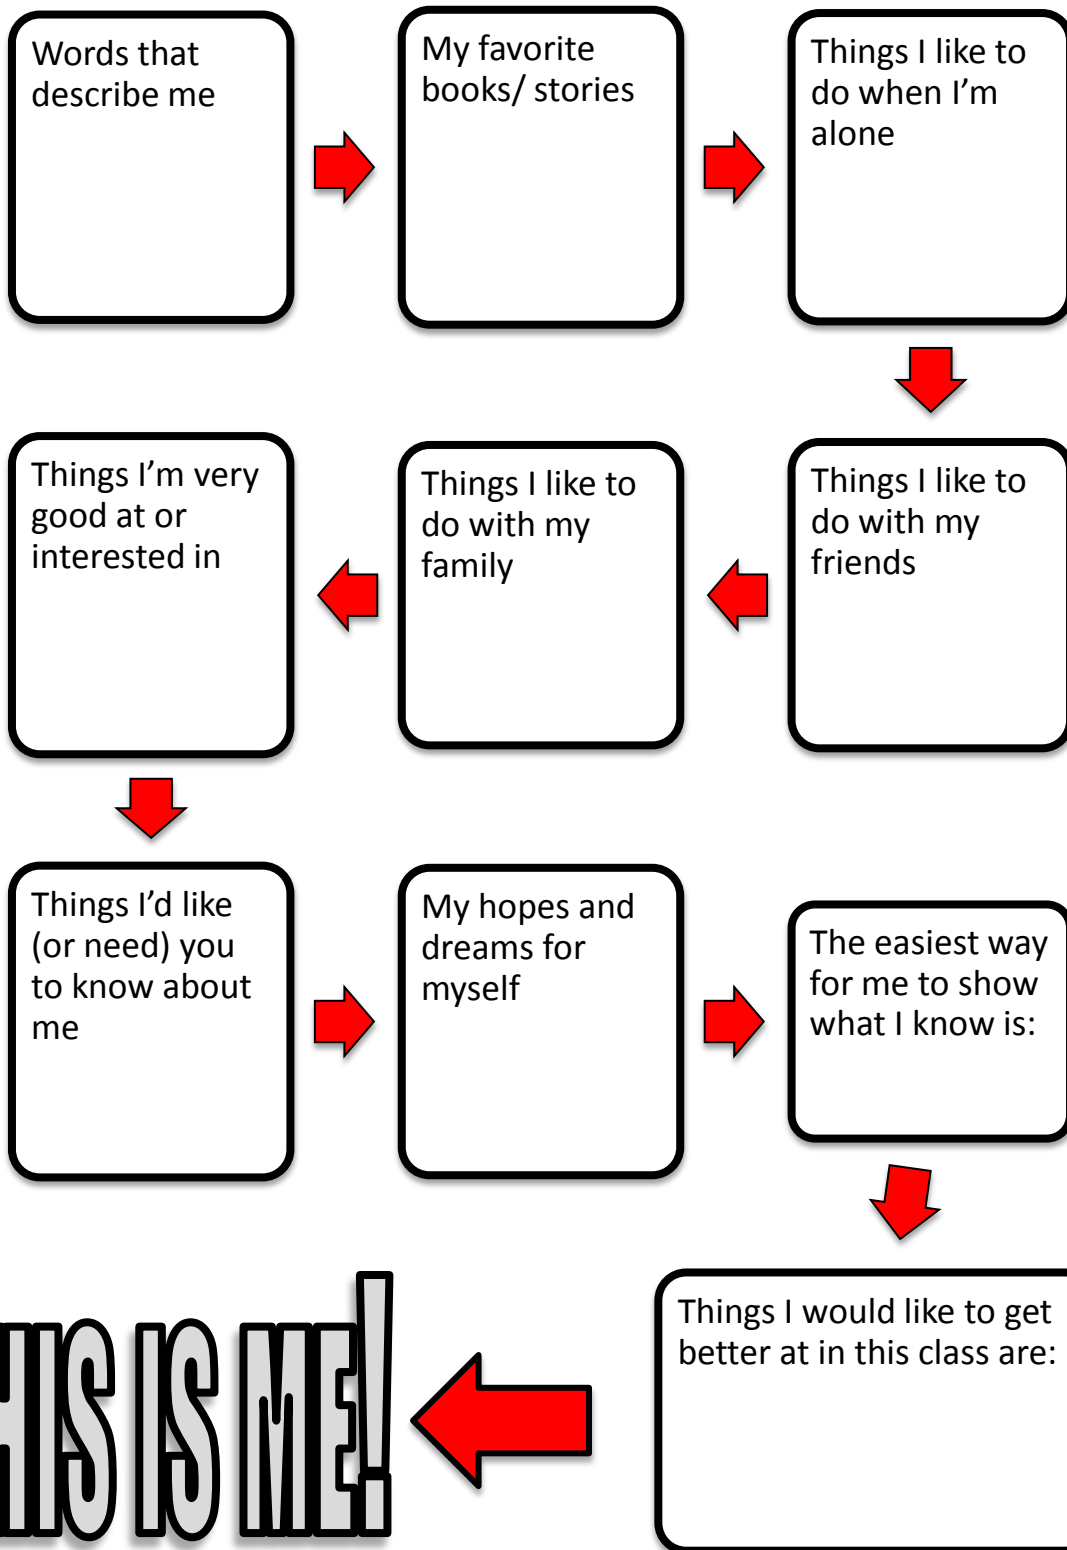 Words that
describe me
My favorite
books/ stories
Things I like to
do when I'm
alone
Things I like to
do with my
friends
Things I like to
do with my
family
Things I'm very
good at or
interested in
Things I'd like
(or need) you
to know about
me
My hopes and
dreams for
myself
The easiest way
for me to show
what I know is:
Things I would like to get
better at in this class are:
HIS IS ME!